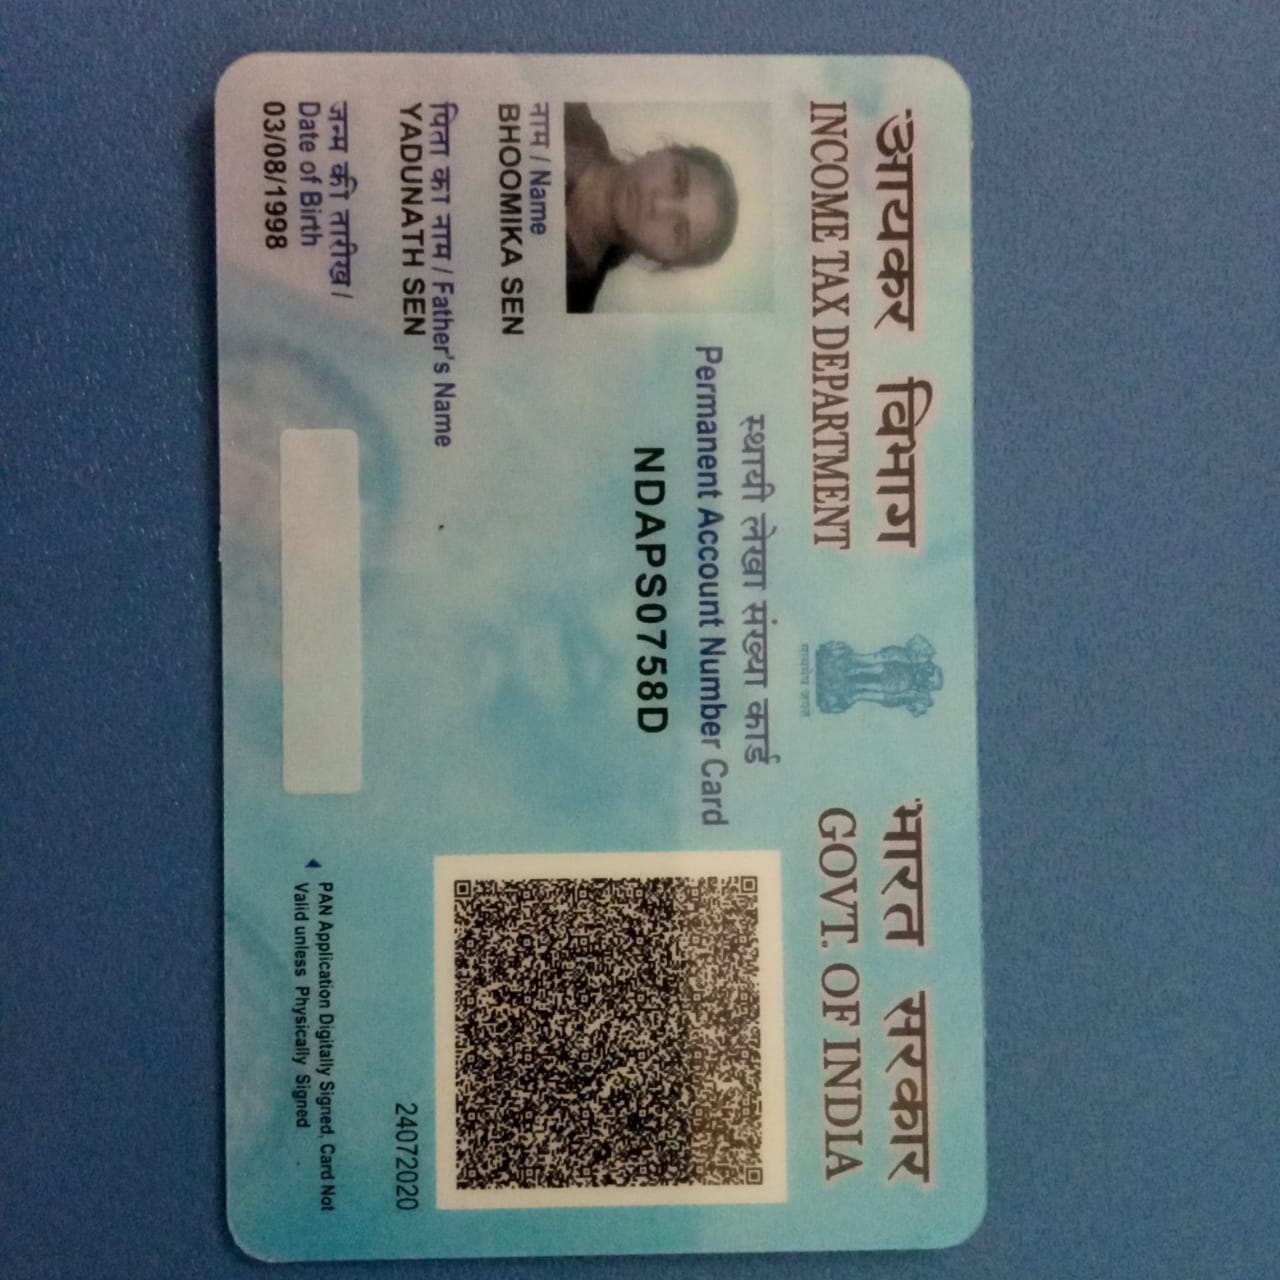 आयकर विभाग
INCOME TAX DEPARTMENT
सत्यमेव जयते
भारत सरकार
GOVT. OF INDIA
स्थायी लेखा संख्या कार्ड
Permanent Account Number Card
NDAPS0758D
नाम / Name
BHOOMIKA SEN
पिता का नाम / Father's Name
YADUNATH SEN
जन्म की तारीख /
Date of Birth
03/08/1998
24072020
PAN Application Digitally Signed, Card Not
Valid unless Physically Signed